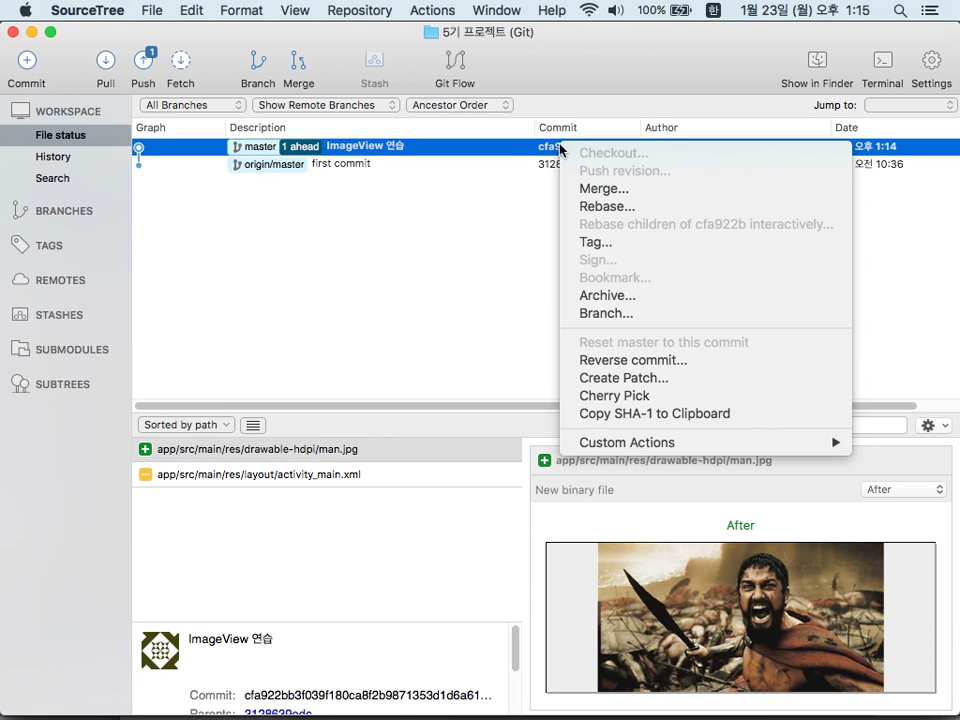 SourceTree File Edit Format View Repository Actions Window Help 100% 한 1월 23일 (월) 오후 1:15
5기 프로젝트 (Git)
1
Commit Pull Push Fetch Branch Merge Stash Git Flow Show in Finder Terminal Settings
WORKSPACE
File status
History
Search
BRANCHES
TAGS
REMOTES
STASHES
SUBMODULES
SUBTREES
All Branches Show Remote Branches Ancestor Order Jump to:
Graph Description Commit Author Date
master 1 ahead ImageView 연습 cfa9 오후 1:14
origin/master first commit 3128 오전 10:36
Checkout...
Push revision...
Merge...
Rebase...
Rebase children of cfa922b interactively...
Tag...
Sign...
Bookmark...
Archive...
Branch...
Reset master to this commit
Reverse commit...
Create Patch...
Cherry Pick
Copy SHA-1 to Clipboard
Custom Actions
Sorted by path
app/src/main/res/drawable-hdpi/man.jpg
app/src/main/res/layout/activity_main.xml
app/src/main/res/drawable-hdpi/man.jpg
New binary file After
After
ImageView 연습
Commit: cfa922bb3f039f180ca8f2b9871353d1d6a61...
Parents: 3128639edc